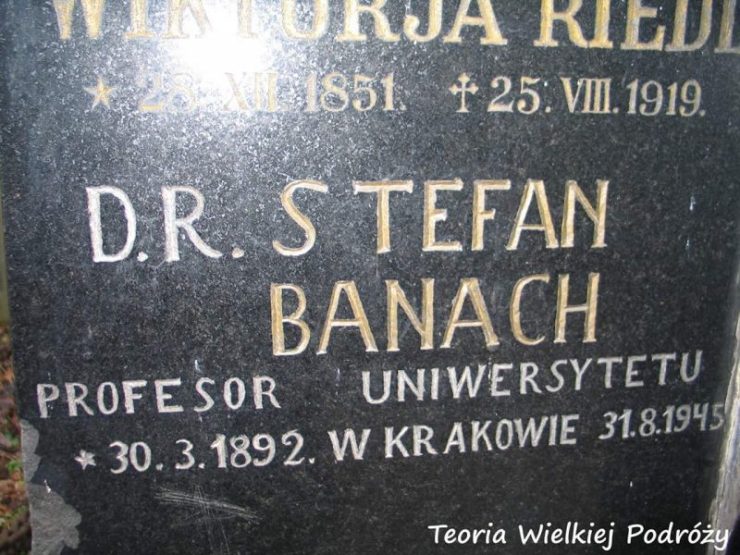 WIKTORJA RIEDL
* 28. XII. 1851. ✝ 25. VIII. 1919.
D.R. STEFAN
BANACH
PROFESOR UNIWERSYTETU
* 30.3.1892. W KRAKOWIE 31.8.1945
Teoria Wielkiej Podróży